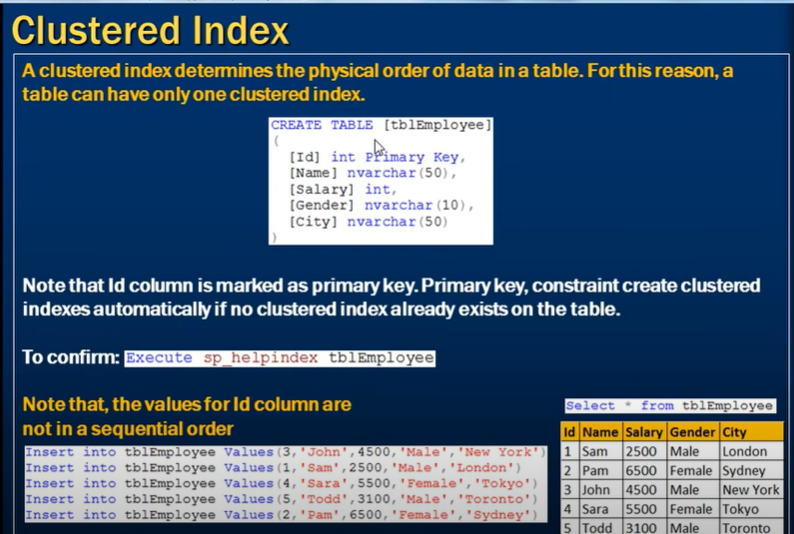 Clustered Index
A clustered index determines the physical order of data in a table. For this reason, a
table can have only one clustered index.
CREATE TABLE [tblEmployee]
(
[Id] int Primary Key,
[Name] nvarchar(50),
[Salary] int,
[Gender] nvarchar(10),
[City] nvarchar(50)
)
Note that Id column is marked as primary key. Primary key, constraint create clustered
indexes automatically if no clustered index already exists on the table.
To confirm: Execute sp_helpindex tblEmployee
Note that, the values for Id column are
not in a sequential order
Insert into tblEmployee Values(3,'John',4500,'Male','New York')
Insert into tblEmployee Values(1,'Sam',2500,'Male','London')
Insert into tblEmployee Values(4,'Sara',5500,'Female','Tokyo')
Insert into tblEmployee Values(5,'Todd',3100,'Male','Toronto')
Insert into tblEmployee Values(2,'Pam',6500,'Female','Sydney')
Select * from tblEmployee
Id Name Salary Gender City
1 Sam 2500 Male London
2 Pam 6500 Female Sydney
3 John 4500 Male New York
4 Sara 5500 Female Tokyo
5 Todd 3100 Male Toronto